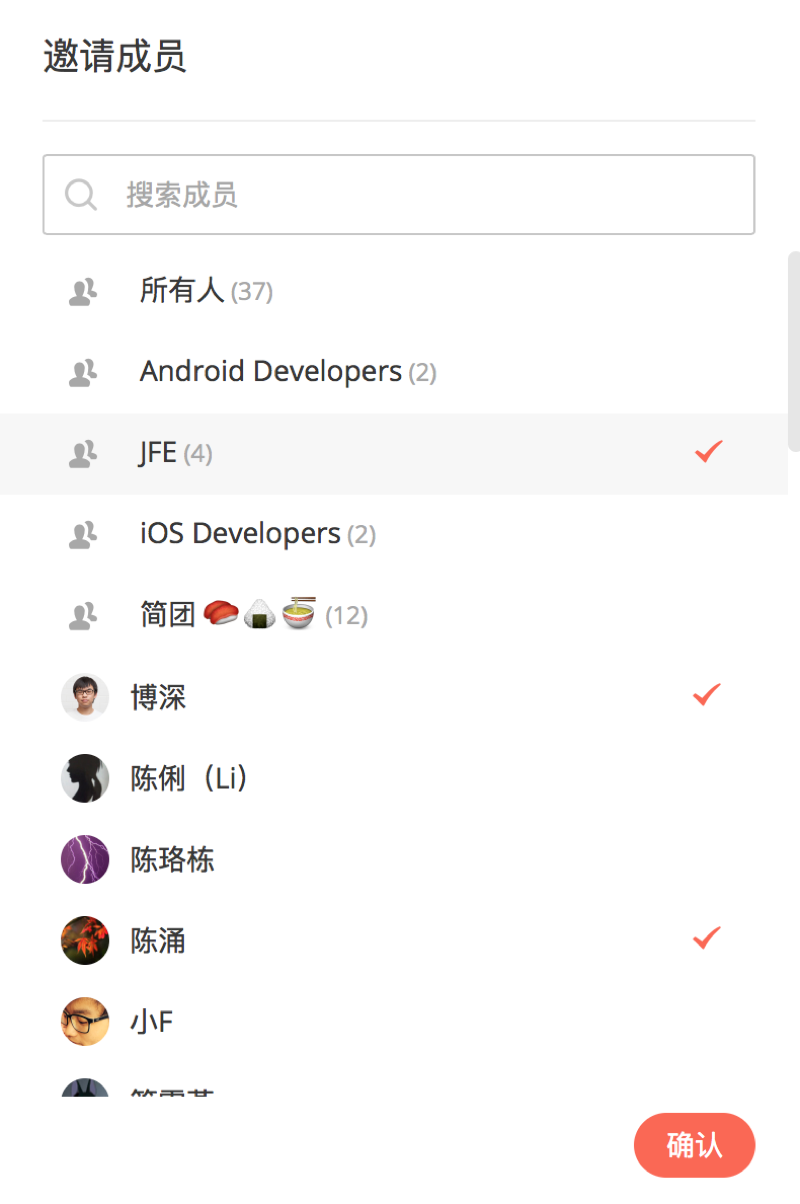 邀请成员
搜索成员
所有人 (37)
Android Developers (2)
JFE (4)
iOS Developers (2)
简团 🍣🍙🍜 (12)
博深
陈俐（Li）
陈珞栋
陈涌
小F
确认